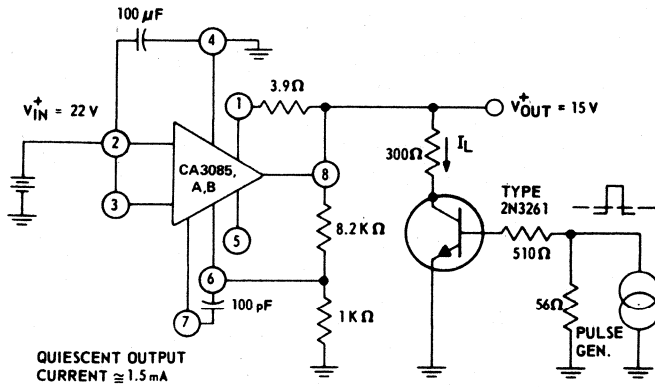 100 µF
4
V⁺IN = 22 V
1
3.9Ω
V⁺OUT = 15 V
2
300Ω
IL
CA3085,
A,B
8
TYPE
2N3261
3
5
8.2KΩ
510Ω
6
100 pF
7
1KΩ
56Ω
PULSE
GEN.
QUIESCENT OUTPUT
CURRENT ≅ 1.5 mA